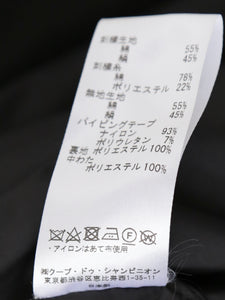 刺繍生地
綿 55%
麻 45%
刺繍糸
綿 78%
ポリエステル 22%
無地生地
綿 55%
麻 45%
パイピングテープ
ナイロン 93%
ポリウレタン 7%
裏地 ポリエステル 100%
中わた
ポリエステル 100%
・アイロンはあて布使用
㈱クープ・ドゥ・シャンピニオン
東京都渋谷区恵比寿1-35-11